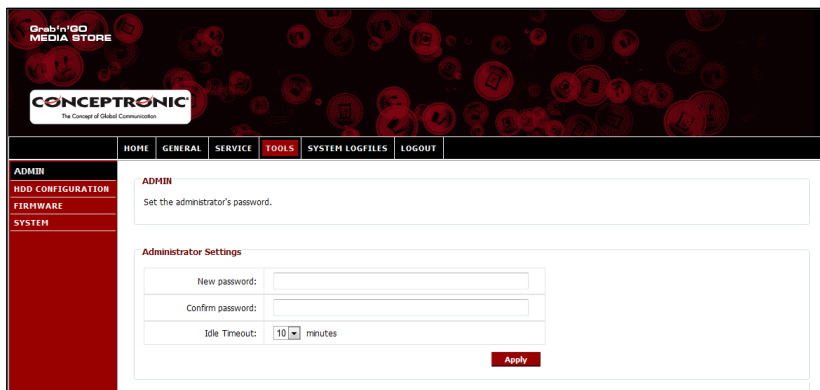 Grab'n'GO
MEDIA STORE
CONCEPTRONIC
The Concept of Global Communication
HOME GENERAL SERVICE TOOLS SYSTEM LOGFILES LOGOUT
ADMIN
HDD CONFIGURATION
FIRMWARE
SYSTEM
ADMIN
Set the administrator's password.
Administrator Settings
New password:
Confirm password:
Idle Timeout: 10 minutes
Apply